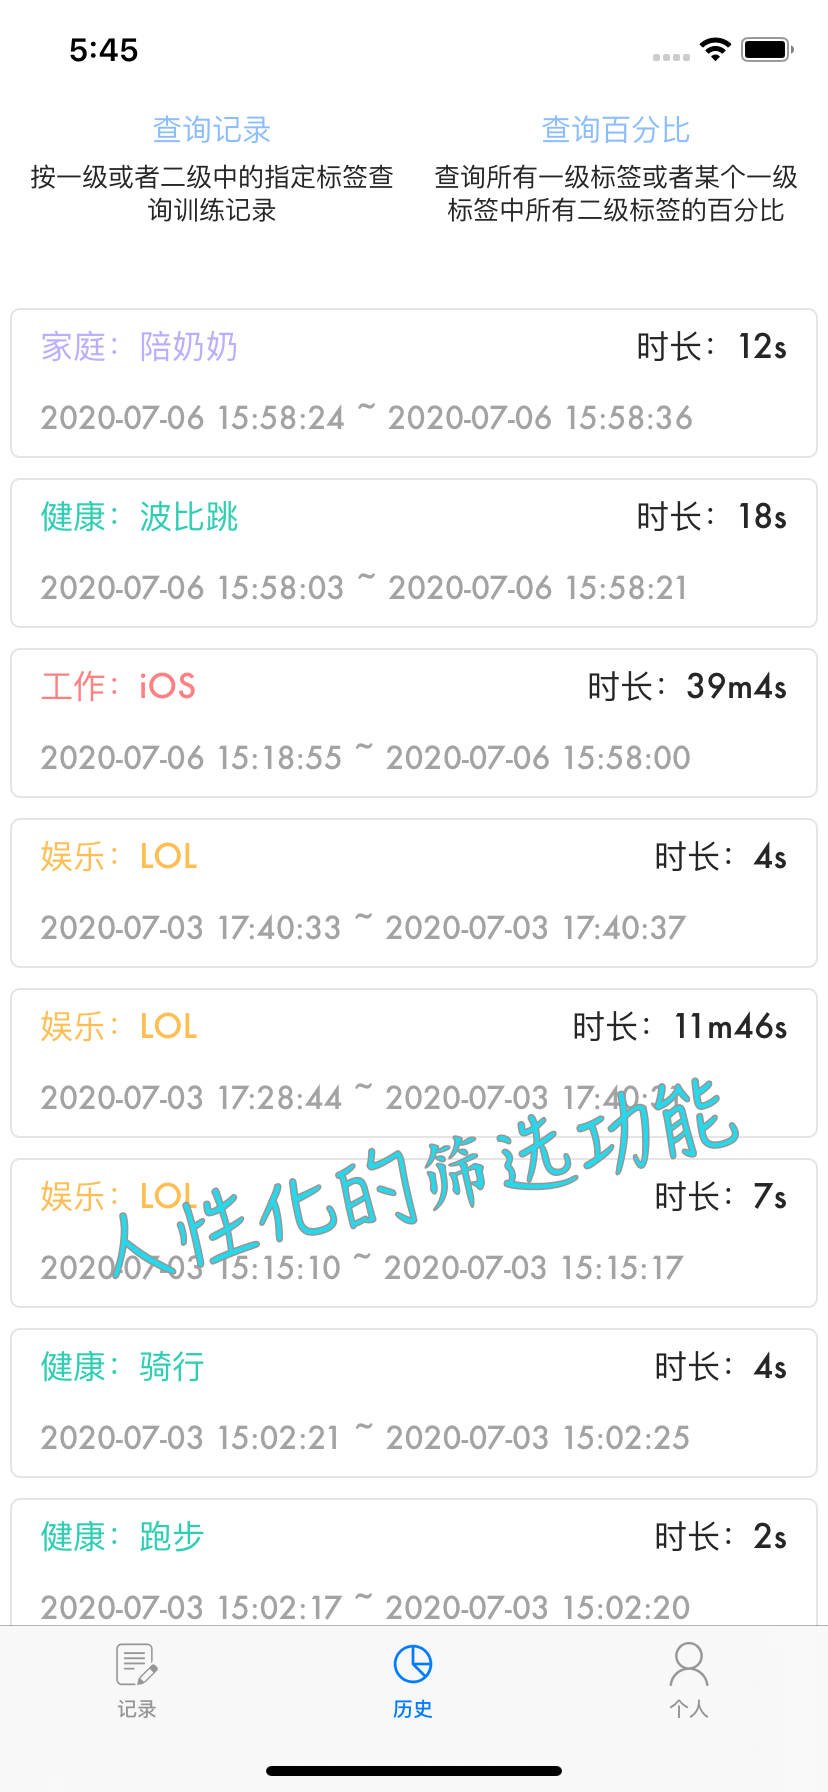 5:45
查询记录
按一级或者二级中的指定标签查
询训练记录
查询百分比
查询所有一级标签或者某个一级
标签中所有二级标签的百分比
家庭：陪奶奶 时长：12s
2020-07-06 15:58:24 ~ 2020-07-06 15:58:36
健康：波比跳 时长：18s
2020-07-06 15:58:03 ~ 2020-07-06 15:58:21
工作：iOS 时长：39m4s
2020-07-06 15:18:55 ~ 2020-07-06 15:58:00
娱乐：LOL 时长：4s
2020-07-03 17:40:33 ~ 2020-07-03 17:40:37
娱乐：LOL 时长：11m46s
2020-07-03 17:28:44 ~ 2020-07-03 17:40:31
人性化的筛选功能
娱乐：LOL 时长：7s
2020-07-03 15:15:10 ~ 2020-07-03 15:15:17
健康：骑行 时长：4s
2020-07-03 15:02:21 ~ 2020-07-03 15:02:25
健康：跑步 时长：2s
2020-07-03 15:02:17 ~ 2020-07-03 15:02:20
记录 历史 个人